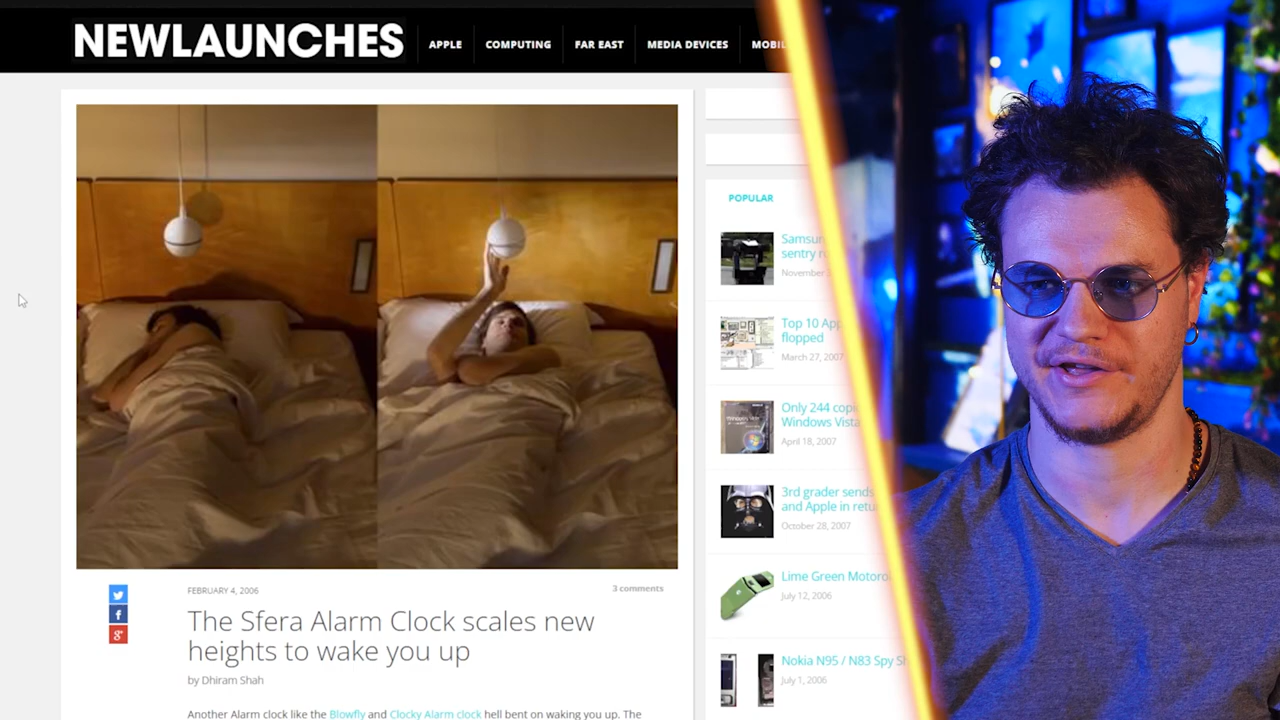 NEWLAUNCHES
APPLE
COMPUTING
FAR EAST
MEDIA DEVICES
FEBRUARY 4, 2006
3 comments
The Sfera Alarm Clock scales new
heights to wake you up
by Dhiram Shah
Another Alarm clock like the Blowfly and Clocky Alarm clock hell bent on waking you up. The
POPULAR
sentry
November
Top 10
flopped
March 27, 2007
Only 244
Windows Vista
April 18, 2007
3rd grader sends
and Apple in
October 28, 2007
Lime Green
July 12, 2006
Nokia N95 / N83 Spy
July 1, 2006